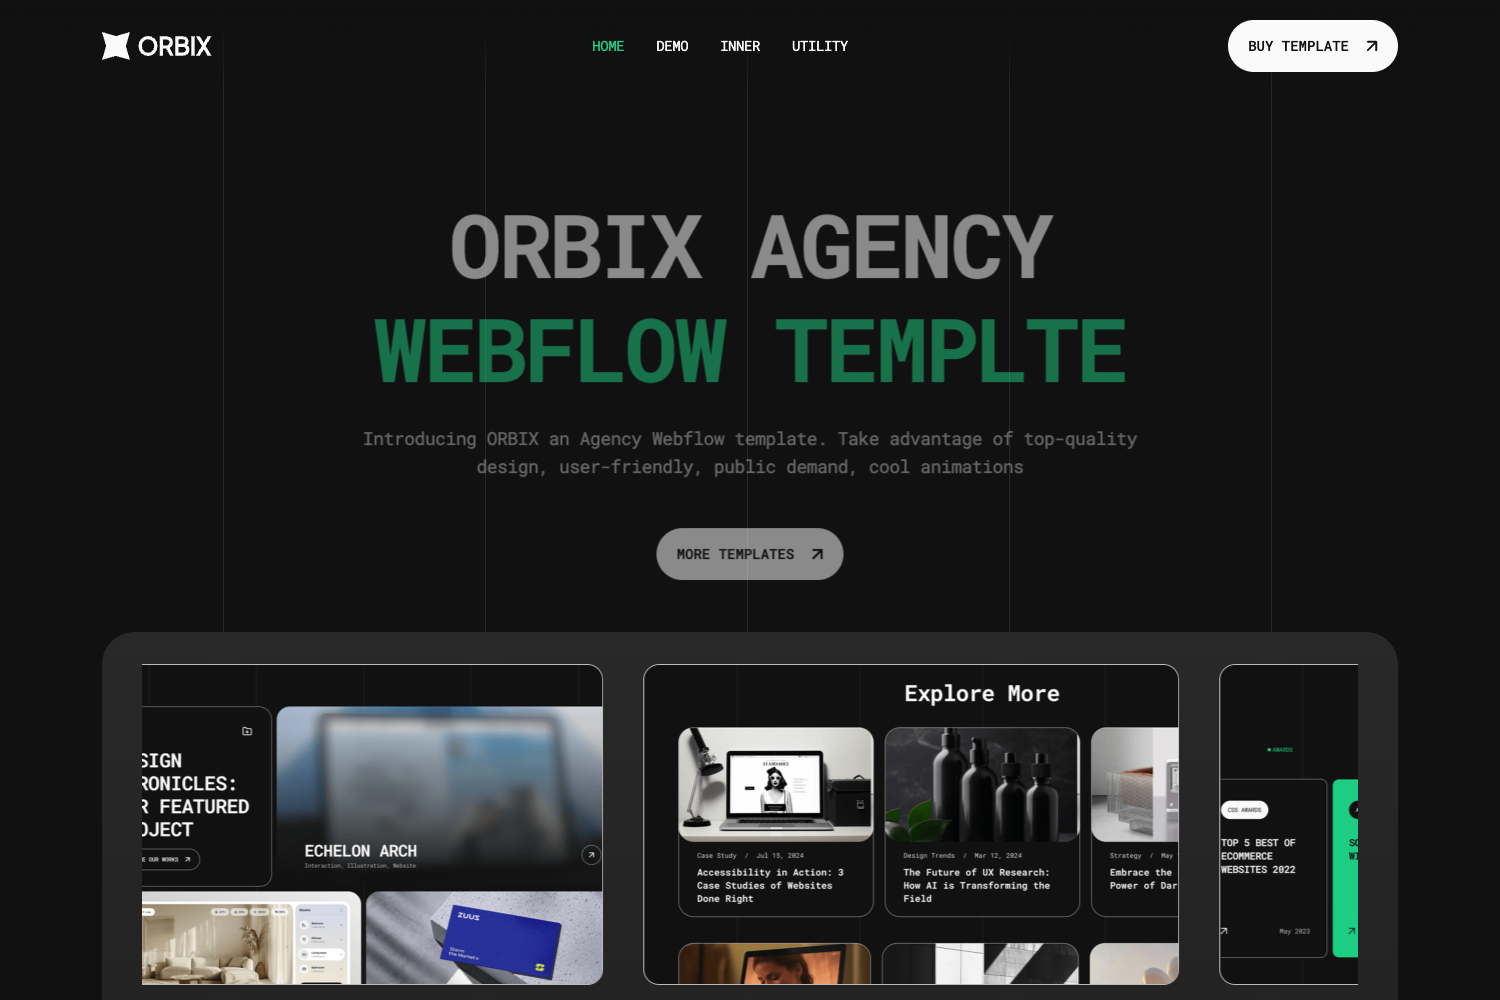 ORBIX
HOME
DEMO
INNER
UTILITY
BUY TEMPLATE
ORBIX AGENCY
WEBFLOW TEMPLTE
Introducing ORBIX an Agency Webflow template. Take advantage of top-quality
design, user-friendly, public demand, cool animations
MORE TEMPLATES
SIGN
RONICLES:
R FEATURED
OJECT
E OUR WORKS
ECHELON ARCH
Interaction, Illustration, Website
ZUUS
Explore More
Case Study / Jul 15, 2024
Accessibility in Action: 3
Case Studies of Websites
Done Right
Design Trends / Mar 12, 2024
The Future of UX Research:
How AI is Transforming the
Field
Strategy / May
Embrace the
Power of Dar
AWARDS
CSS AWARDS
TOP 5 BEST OF
ECOMMERCE
WEBSITES 2022
May 2023
SO
WI